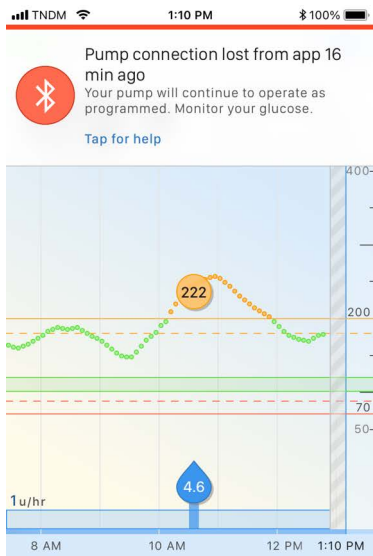 TNDM 1:10 PM 100%
Pump connection lost from app 16
min ago
Your pump will continue to operate as
programmed. Monitor your glucose.
Tap for help
400
222
200
70
50
4.6
1u/hr
8 AM 10 AM 12 PM 1:10 PM